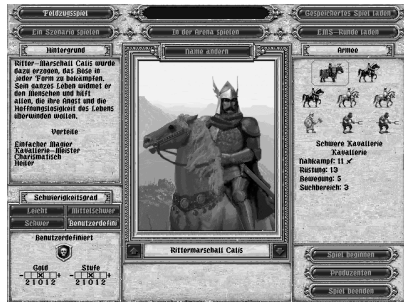 Feldzugsspiel
Gespeichertes Spiel laden
Ein Szenario spielen
In der Arena spielen
EMS-Runde laden
Hintergrund
Name ändern
Armee
Ritter-Marschall Calis wurde
dazu erzogen, das Böse in
jeder Form zu bekämpfen.
Sein ganzes Leben widmet er
den Menschen und hilft
allen, die ihre Angst und die
Hoffnungslosigkeit des Lebens
überwinden wollen.
Vorteile
Einfacher Magier
Kavallerie-Meister
Charismatisch
Heiler
Schwere Kavallerie
Kavallerie
Nahkampf: 11
Rüstung: 13
Bewegung: 5
Suchbereich: 3
Schwierigkeitsgrad
Leicht
Mittelschwer
Schwer
Benutzerdefini
Benutzerdefiniert
Gold
Stufe
- +
- +
21012
21012
Rittermarschall Calis
Spiel beginnen
Produzenten
Spiel beenden